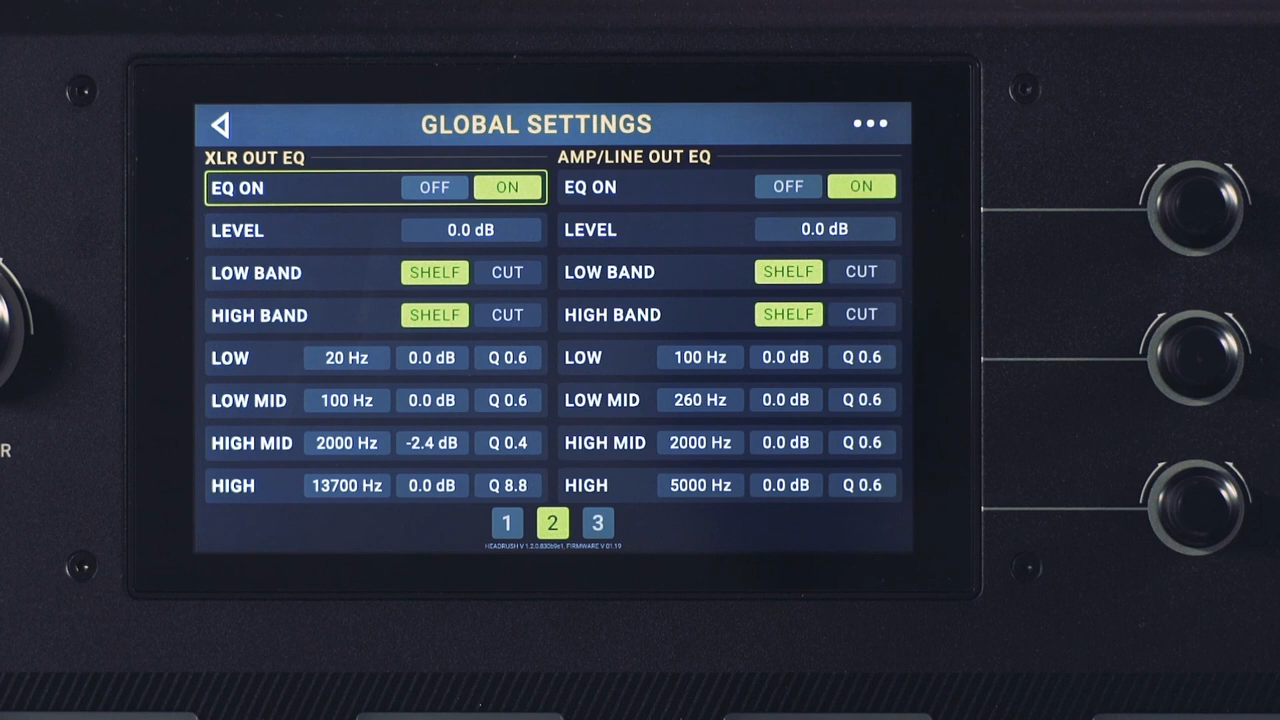 GLOBAL SETTINGS
XLR OUT EQ
EQ ON OFF ON
LEVEL 0.0 dB
LOW BAND SHELF CUT
HIGH BAND SHELF CUT
LOW 20 Hz 0.0 dB Q 0.6
LOW MID 100 Hz 0.0 dB Q 0.6
HIGH MID 2000 Hz -2.4 dB Q 0.4
HIGH 13700 Hz 0.0 dB Q 8.8
AMP/LINE OUT EQ
EQ ON OFF ON
LEVEL 0.0 dB
LOW BAND SHELF CUT
HIGH BAND SHELF CUT
LOW 100 Hz 0.0 dB Q 0.6
LOW MID 260 Hz 0.0 dB Q 0.6
HIGH MID 2000 Hz 0.0 dB Q 0.6
HIGH 5000 Hz 0.0 dB Q 0.6
1 2 3
HEADRUSH V FIRMWARE V 01.19
R